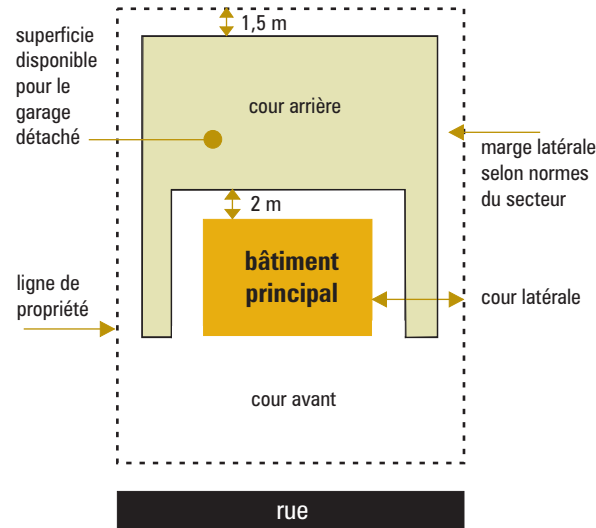 1,5 m
superficie
disponible
pour le
garage
détaché
cour arrière
marge latérale
selon normes
du secteur
2 m
bâtiment
principal
ligne de
propriété
cour latérale
cour avant
rue